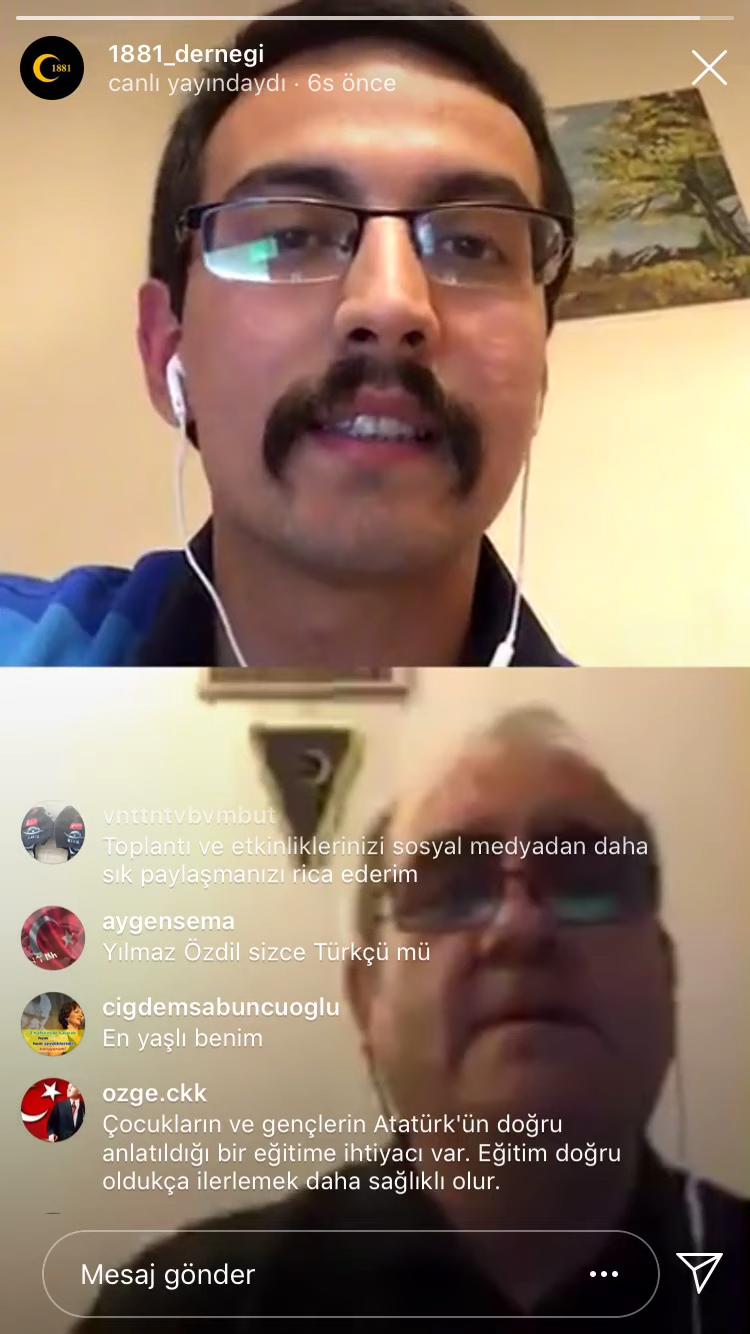 1881_dernegi
1881
canlı yayındaydı · 6s önce
vnttntvbvmbut
Toplantı ve etkinliklerinizi sosyal medyadan daha
sık paylaşmanızı rica ederim
aygensema
Yılmaz Özdil sizce Türkçü mü
cigdemsabuncuoglu
En yaşlı benim
ozge.ckk
Çocukların ve gençlerin Atatürk'ün doğru
anlatıldığı bir eğitime ihtiyacı var. Eğitim doğru
oldukça ilerlemek daha sağlıklı olur.
Mesaj gönder